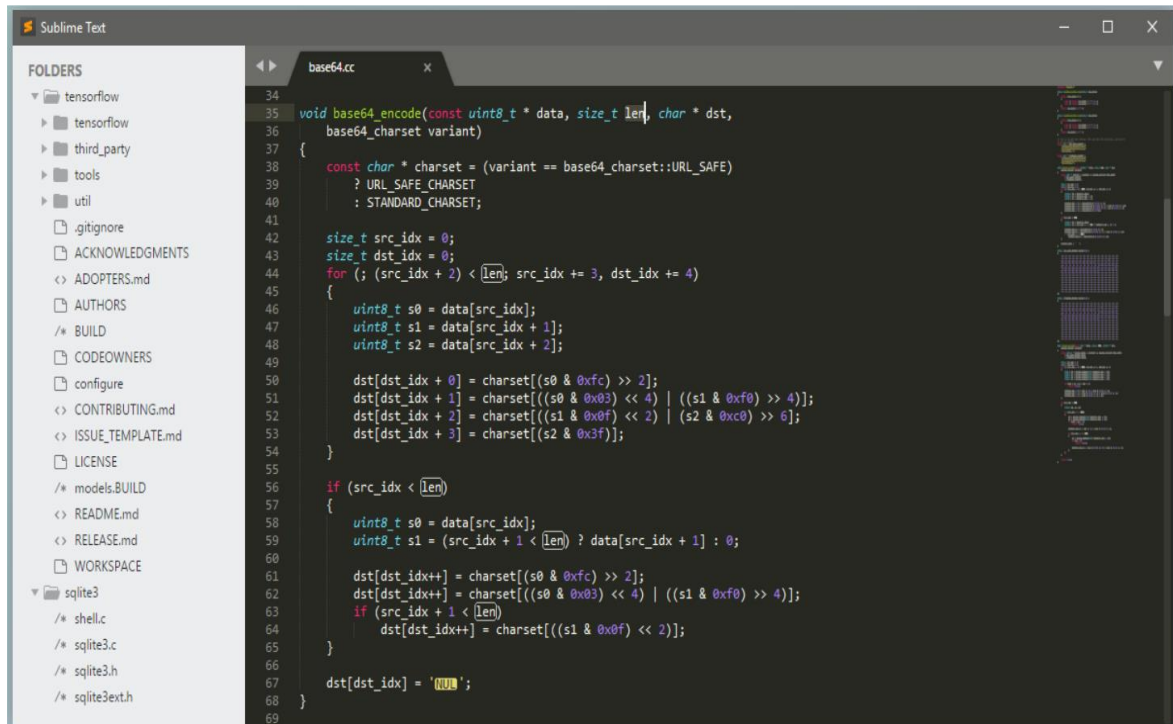 Sublime Text
FOLDERS
tensorflow
tensorflow
third_party
tools
util
.gitignore
ACKNOWLEDGMENTS
<> ADOPTERS.md
AUTHORS
/* BUILD
CODEOWNERS
configure
<> CONTRIBUTING.md
<> ISSUE_TEMPLATE.md
LICENSE
/* models.BUILD
<> README.md
<> RELEASE.md
WORKSPACE
sqlite3
/* shell.c
/* sqlite3.c
/* sqlite3.h
/* sqlite3ext.h
base64.cc ×
34
35 void base64_encode(const uint8_t * data, size_t len, char * dst,
36     base64_charset variant)
37 {
38     const char * charset = (variant == base64_charset::URL_SAFE)
39         ? URL_SAFE_CHARSET
40         : STANDARD_CHARSET;
41
42     size_t src_idx = 0;
43     size_t dst_idx = 0;
44     for (; (src_idx + 2) < len; src_idx += 3, dst_idx += 4)
45     {
46         uint8_t s0 = data[src_idx];
47         uint8_t s1 = data[src_idx + 1];
48         uint8_t s2 = data[src_idx + 2];
49
50         dst[dst_idx + 0] = charset[(s0 & 0xfc) >> 2];
51         dst[dst_idx + 1] = charset[((s0 & 0x03) << 4) | ((s1 & 0xf0) >> 4)];
52         dst[dst_idx + 2] = charset[((s1 & 0x0f) << 2) | (s2 & 0xc0) >> 6];
53         dst[dst_idx + 3] = charset[(s2 & 0x3f)];
54     }
55
56     if (src_idx < len)
57     {
58         uint8_t s0 = data[src_idx];
59         uint8_t s1 = (src_idx + 1 < len) ? data[src_idx + 1] : 0;
60
61         dst[dst_idx++] = charset[(s0 & 0xfc) >> 2];
62         dst[dst_idx++] = charset[((s0 & 0x03) << 4) | ((s1 & 0xf0) >> 4)];
63         if (src_idx + 1 < len)
64             dst[dst_idx++] = charset[((s1 & 0x0f) << 2)];
65     }
66
67     dst[dst_idx] = 'NUL';
68 }
69